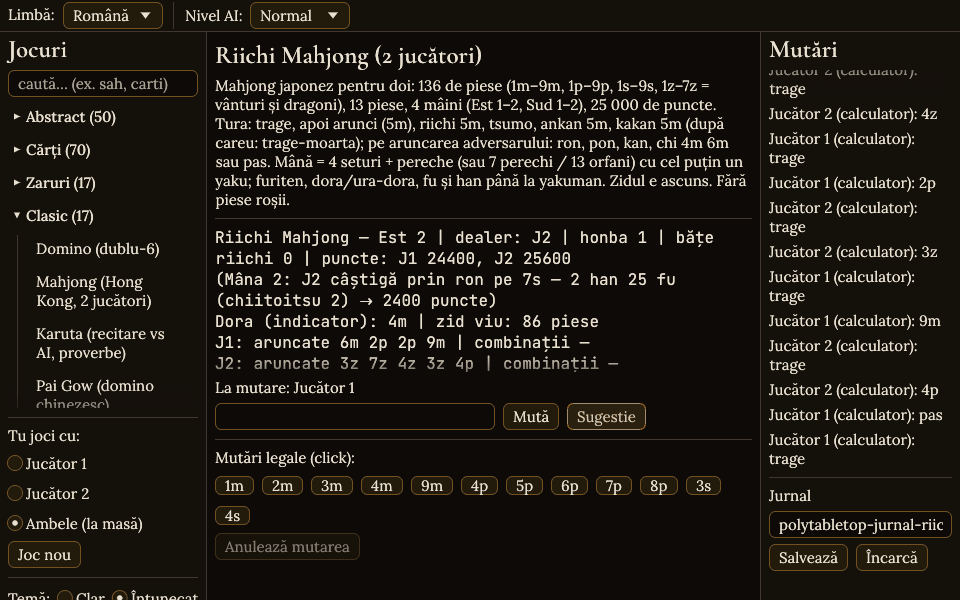 Limbă: Română ▼ Nivel AI: Normal ▼
Jocuri
caută... (ex. sah, carti)
▸ Abstract (50)
▸ Cărți (70)
▸ Zaruri (17)
▾ Clasic (17)
Domino (dublu-6)
Mahjong (Hong
Kong, 2 jucători)
Karuta (recitare vs
AI, proverbe)
Pai Gow (domino
chinezesc)
Tu joci cu:
Jucător 1
Jucător 2
Ambele (la masă)
Joc nou
Temă: Clar Întunecat
Riichi Mahjong (2 jucători)
Mahjong japonez pentru doi: 136 de piese (1m–9m, 1p–9p, 1s–9s, 1z–7z =
vânturi și dragoni), 13 piese, 4 mâini (Est 1–2, Sud 1–2), 25 000 de puncte.
Tura: trage, apoi arunci (5m), riichi 5m, tsumo, ankan 5m, kakan 5m (după
careu: trage-moarta); pe aruncarea adversarului: ron, pon, kan, chi 4m 6m
sau pas. Mână = 4 seturi + pereche (sau 7 perechi / 13 orfani) cu cel puțin un
yaku; furiten, dora/ura-dora, fu și han până la yakuman. Zidul e ascuns. Fără
piese roșii.
Riichi Mahjong — Est 2 | dealer: J2 | honba 1 | bețe
riichi 0 | puncte: J1 24400, J2 25600
(Mâna 2: J2 câștigă prin ron pe 7s — 2 han 25 fu
(chiitoitsu 2) → 2400 puncte)
Dora (indicator): 4m | zid viu: 86 piese
J1: aruncate 6m 2p 2p 9m | combinații —
J2: aruncate 3z 7z 4z 3z 4p | combinații —
La mutare: Jucător 1
Mută Sugestie
Mutări legale (click):
1m 2m 3m 4m 9m 4p 5p 6p 7p 8p 3s
4s
Anulează mutarea
Mutări
Jucător 2 (calculator):
trage
Jucător 2 (calculator): 4z
Jucător 1 (calculator):
trage
Jucător 1 (calculator): 2p
Jucător 2 (calculator):
trage
Jucător 2 (calculator): 3z
Jucător 1 (calculator):
trage
Jucător 1 (calculator): 9m
Jucător 2 (calculator):
trage
Jucător 2 (calculator): 4p
Jucător 1 (calculator): pas
Jucător 1 (calculator):
trage
Jurnal
polytabletop-jurnal-riic
Salvează Încarcă